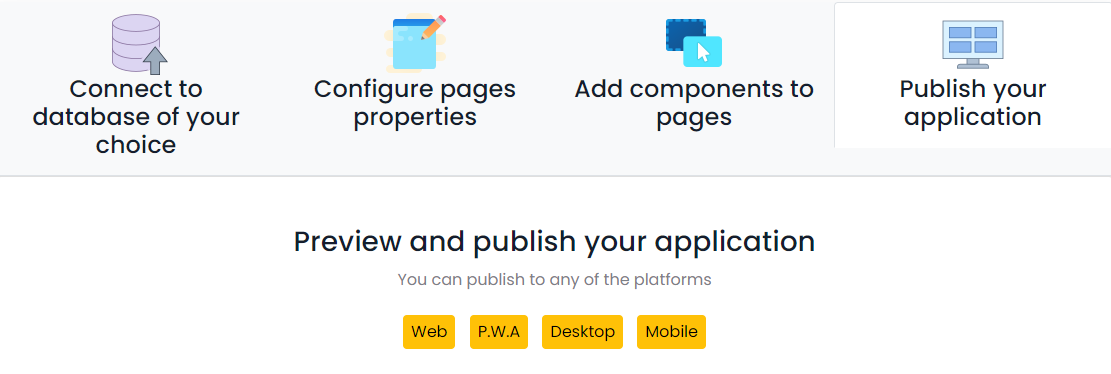 Connect to
database of your
choice
Configure pages
properties
Add components to
pages
Publish your
application
Preview and publish your application
You can publish to any of the platforms
Web
P.W.A
Desktop
Mobile